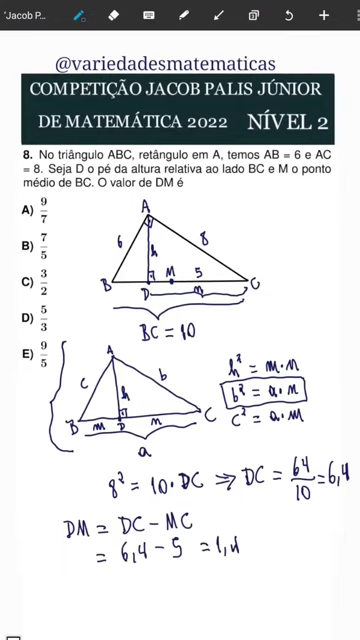 'Jacob P...
@variedadesmatematicas
COMPETIÇÃO JACOB PALIS JÚNIOR
DE MATEMÁTICA 2022 NÍVEL 2
8. No triângulo ABC, retângulo em A, temos AB = 6 e AC
= 8. Seja D o pé da altura relativa ao lado BC e M o ponto
médio de BC. O valor de DM é
A) 9/7
B) 7/5
C) 3/2
D) 5/3
E) 9/5
A
6
8
h
M
5
B
D
n
C
BC = 10
A
c
b
h
B
m
D
n
C
a
h² = m·n
b² = a·n
c² = a·m
8² = 10·DC ⇒ DC = 64/10 = 6,4
DM = DC − MC
= 6,4 − 5 = 1,4